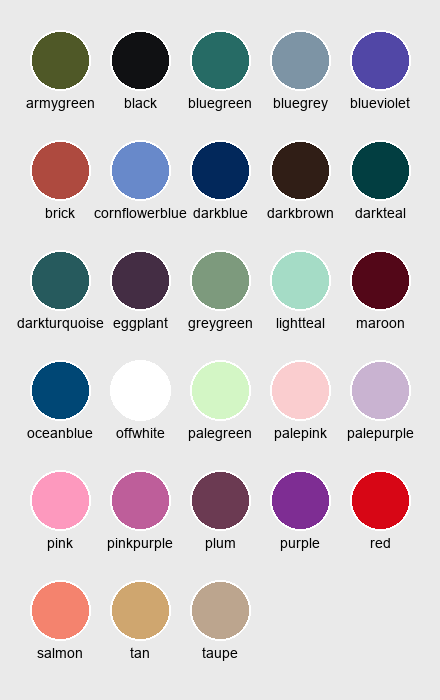 armygreen black bluegreen bluegrey blueviolet
brick cornflowerblue darkblue darkbrown darkteal
darkturquoise eggplant greygreen lightteal maroon
oceanblue offwhite palegreen palepink palepurple
pink pinkpurple plum purple red
salmon tan taupe